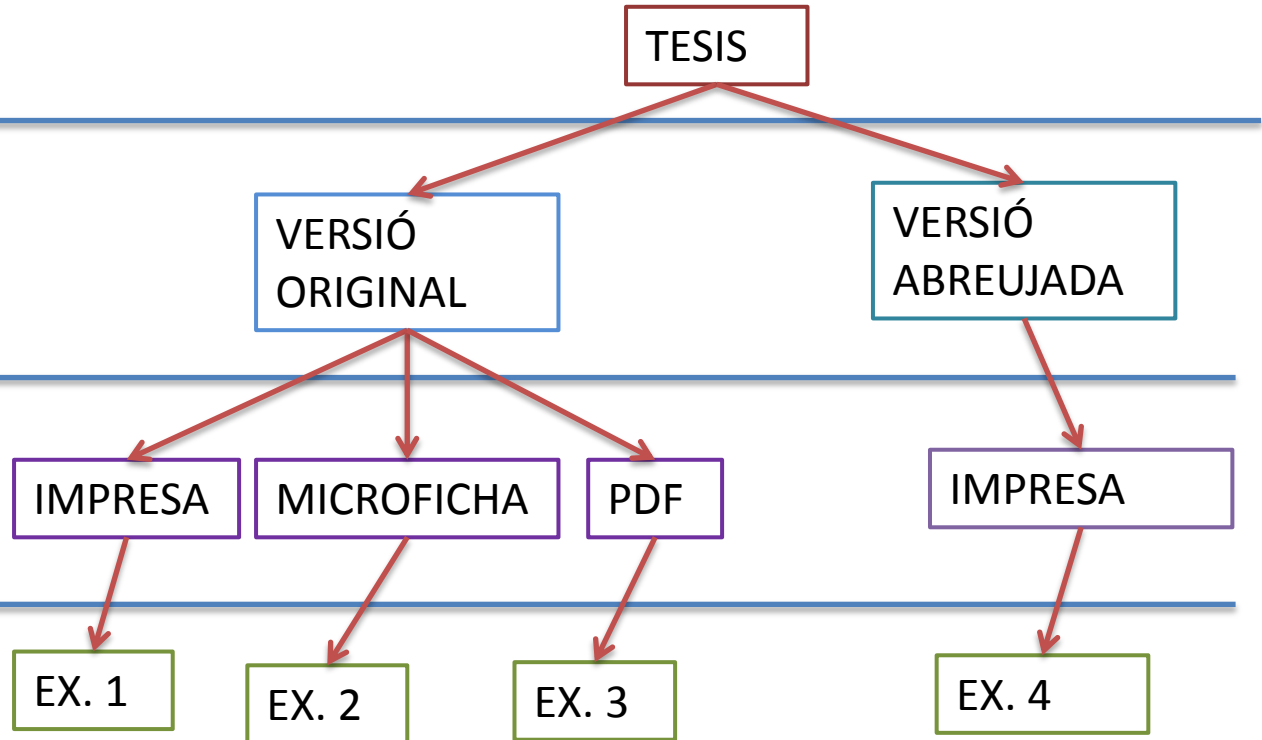 TESIS
VERSIÓ
ORIGINAL
VERSIÓ
ABREUJADA
IMPRESA
MICROFICHA
PDF
IMPRESA
EX. 1
EX. 2
EX. 3
EX. 4